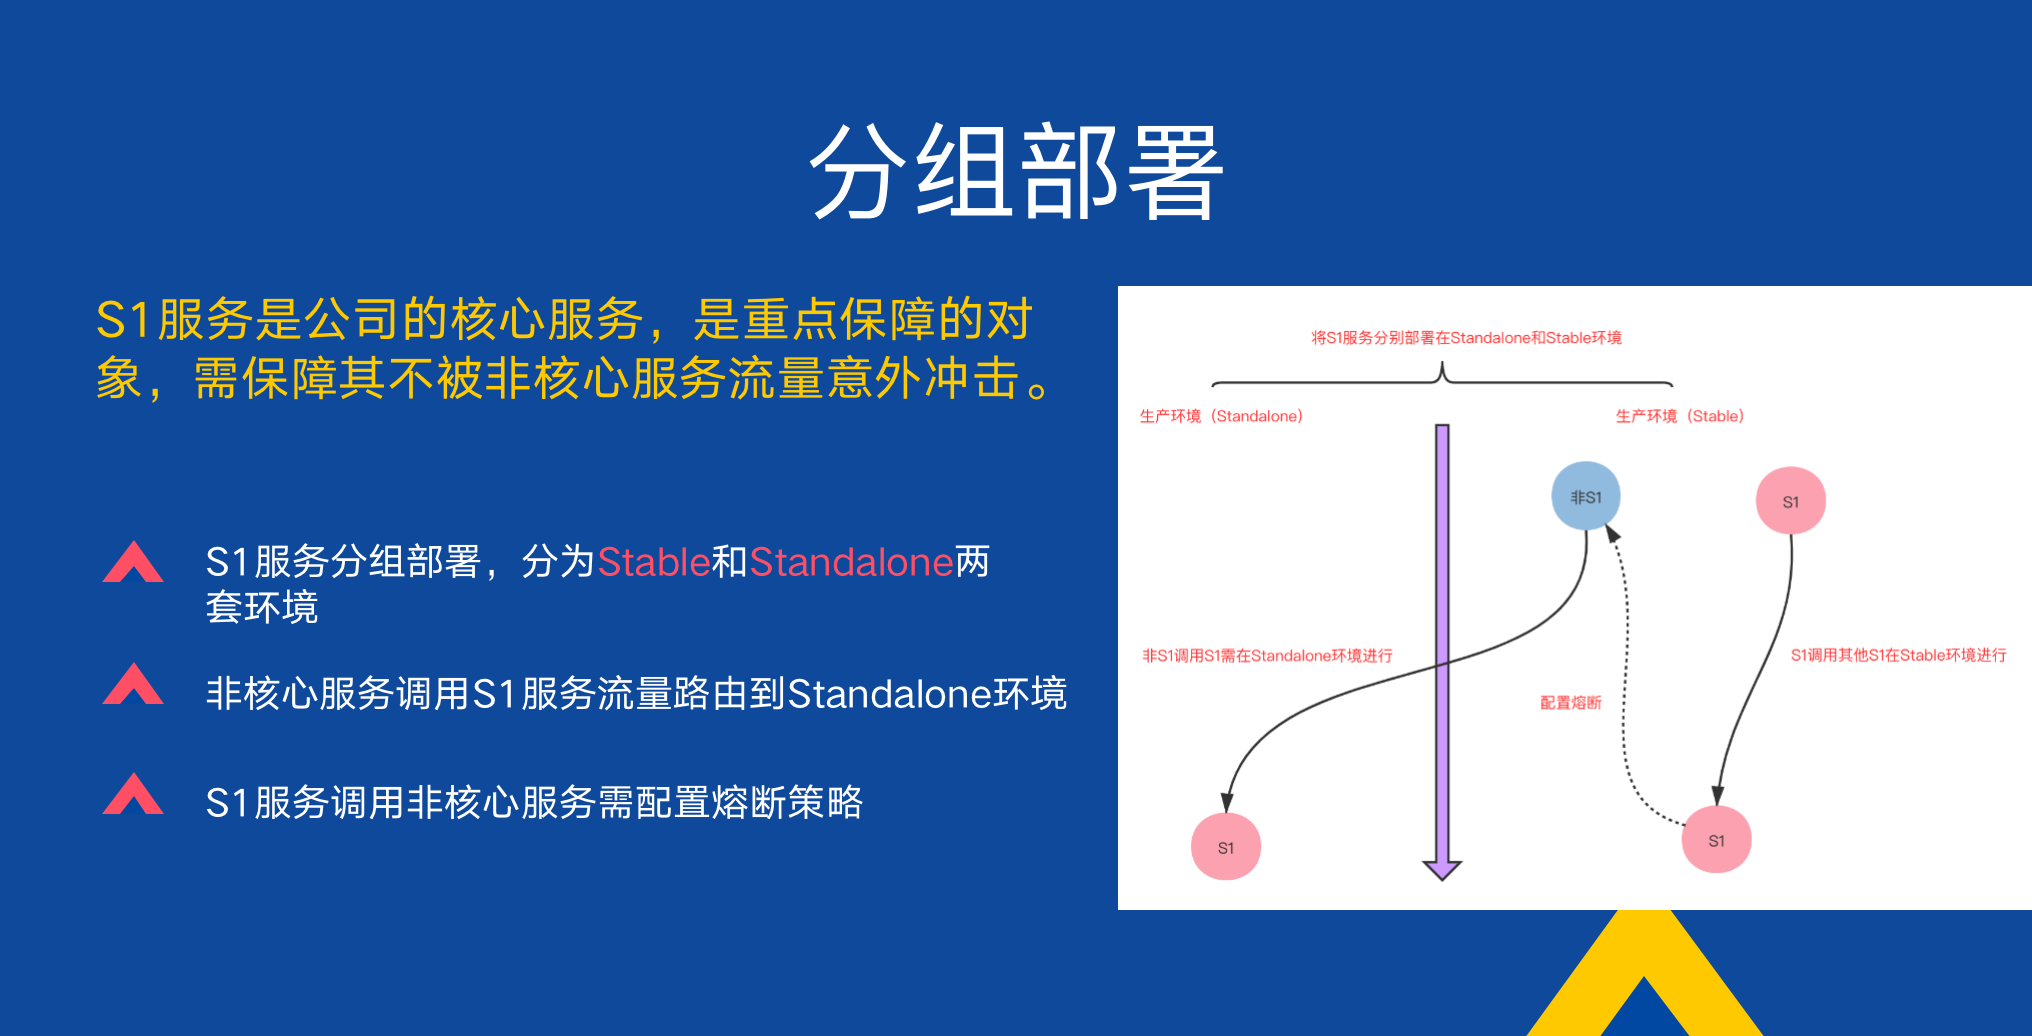 分组部署
S1服务是公司的核心服务，是重点保障的对
象，需保障其不被非核心服务流量意外冲击。
S1服务分组部署，分为Stable和Standalone两
套环境
非核心服务调用S1服务流量路由到Standalone环境
S1服务调用非核心服务需配置熔断策略
将S1服务分别部署在Standalone和Stable环境
生产环境（Standalone）
生产环境（Stable）
非S1
S1
非S1调用S1需在Standalone环境进行
S1调用其他S1在Stable环境进行
配置熔断
S1
S1